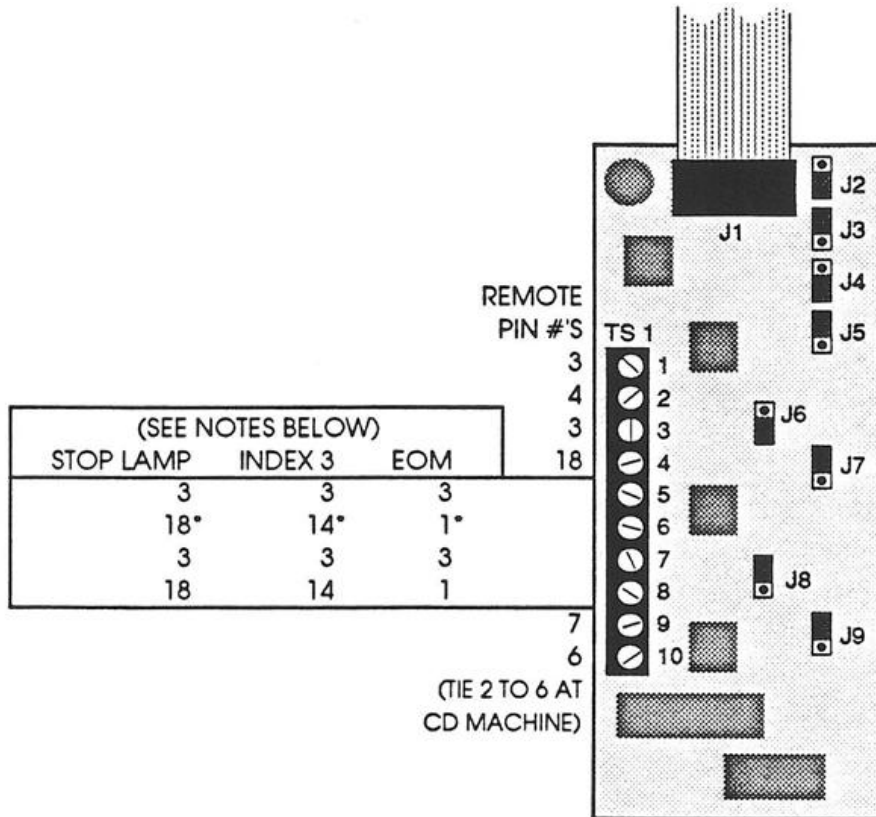 J1
J2
J3
J4
J5
J6
J7
J8
J9
REMOTE
PIN #'S
TS 1
3 1
4 2
3 3
18 4
(SEE NOTES BELOW)
STOP LAMP INDEX 3 EOM
3 3 3 5
18* 14* 1* 6
3 3 3 7
18 14 1 8
7 9
6 10
(TIE 2 TO 6 AT
CD MACHINE)